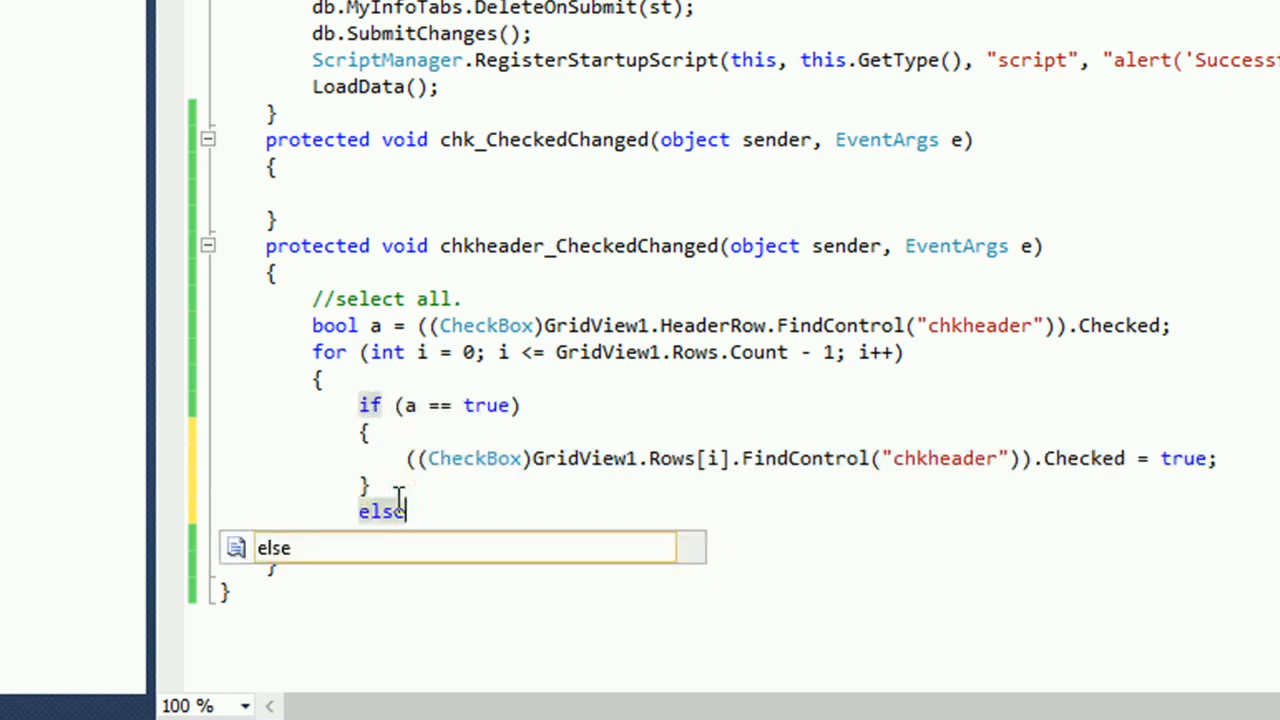 db.MyInfoTabs.DeleteOnSubmit(st);
db.SubmitChanges();
ScriptManager.RegisterStartupScript(this, this.GetType(), "script", "alert('Successf
LoadData();
}
protected void chk_CheckedChanged(object sender, EventArgs e)
{
}
protected void chkheader_CheckedChanged(object sender, EventArgs e)
{
//select all.
bool a = ((CheckBox)GridView1.HeaderRow.FindControl("chkheader")).Checked;
for (int i = 0; i <= GridView1.Rows.Count - 1; i++)
{
if (a == true)
{
((CheckBox)GridView1.Rows[i].FindControl("chkheader")).Checked = true;
}
else
else
}
}
100 %